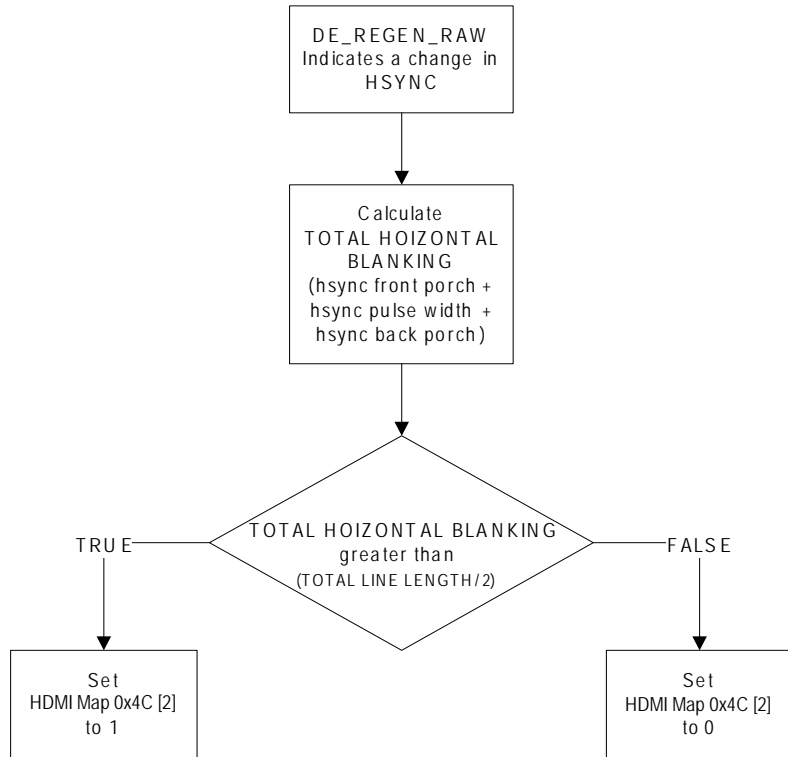 DE_REGEN_RAW
Indicates a change in
HSYNC
Calculate
TOTAL HOIZONTAL
BLANKING
(hsync front porch +
hsync pulse width +
hsync back porch)
TOTAL HOIZONTAL BLANKING
greater than
(TOTAL LINE LENGTH/2)
TRUE
FALSE
Set
HDMI Map 0x4C [2]
to 1
Set
HDMI Map 0x4C [2]
to 0